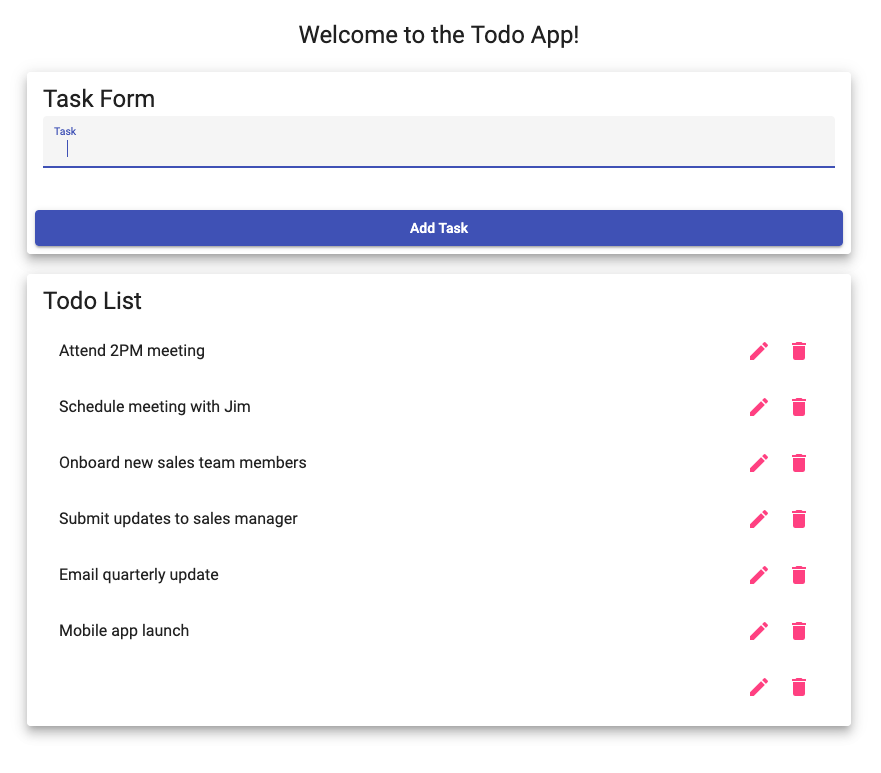 Welcome to the Todo App!
Task Form
Task
Add Task
Todo List
Attend 2PM meeting
Schedule meeting with Jim
Onboard new sales team members
Submit updates to sales manager
Email quarterly update
Mobile app launch